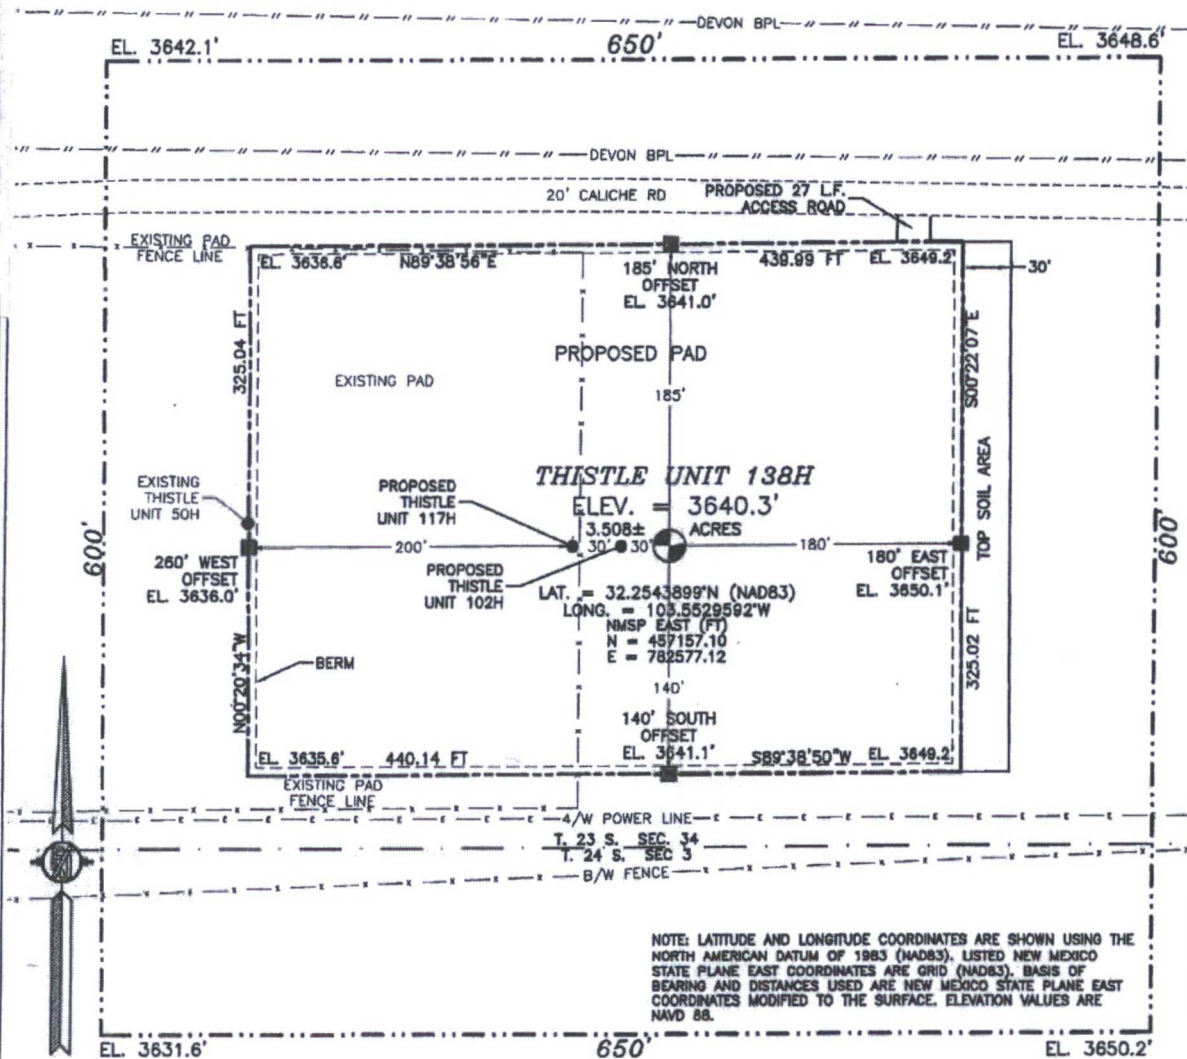 DEVON BPL
EL. 3642.1'
650'
EL. 3648.6'
DEVON BPL
20' CALICHE RD
PROPOSED 27 L.F.
ACCESS ROAD
EXISTING PAD
FENCE LINE
EL. 3636.6'
N89°38'56"E
185' NORTH
OFFSET
EL. 3641.0'
439.99 FT
EL. 3649.2'
30'
325.04 FT
S00°22'07"E
PROPOSED PAD
EXISTING PAD
185'
THISTLE UNIT 138H
ELEV. = 3640.3'
3.508± ACRES
EXISTING
THISTLE
UNIT 50H
PROPOSED
THISTLE
UNIT 117H
TOP SOIL AREA
600'
260' WEST
OFFSET
EL. 3636.0'
200'
30'
30'
180'
180' EAST
OFFSET
EL. 3650.1'
600'
PROPOSED
THISTLE
UNIT 102H
LAT. = 32.2543899°N (NAD83)
LONG. = 103.5529592°W
NMSP EAST (FT)
N = 457157.10
E = 782577.12
N00°20'34"W
BERM
325.02 FT
140'
140' SOUTH
OFFSET
EL. 3641.1'
EL. 3635.6'
440.14 FT
S89°38'50"W
EL. 3649.2'
EXISTING PAD
FENCE LINE
4/W POWER LINE
T. 23 S. SEC. 34
T. 24 S. SEC 3
B/W FENCE
NOTE: LATITUDE AND LONGITUDE COORDINATES ARE SHOWN USING THE
NORTH AMERICAN DATUM OF 1983 (NAD83). LISTED NEW MEXICO
STATE PLANE EAST COORDINATES ARE GRID (NAD83). BASIS OF
BEARING AND DISTANCES USED ARE NEW MEXICO STATE PLANE EAST
COORDINATES MODIFIED TO THE SURFACE. ELEVATION VALUES ARE
NAVD 88.
EL. 3631.6'
650'
EL. 3650.2'